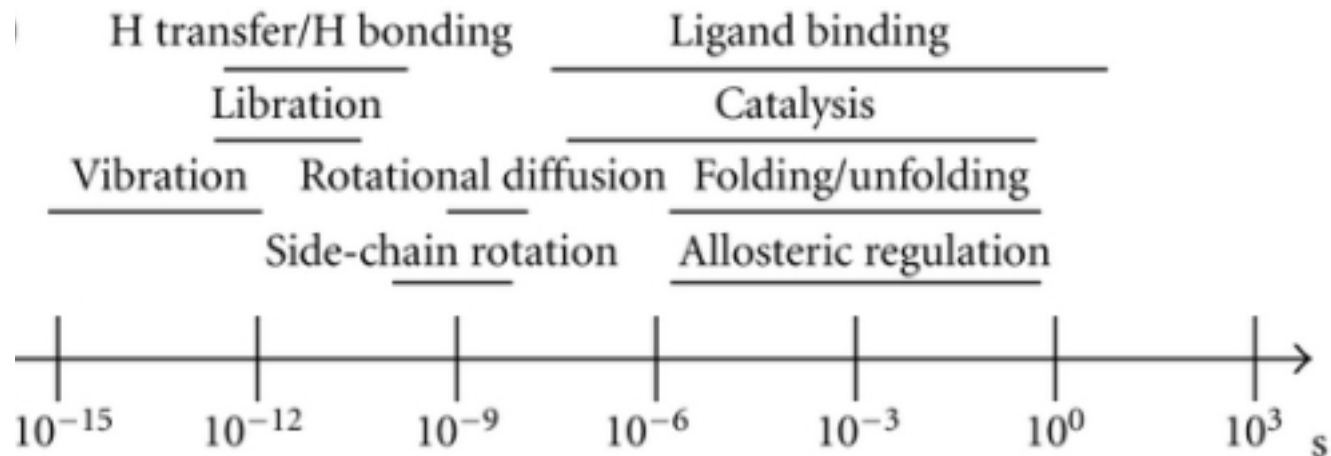 H transfer/H bonding Ligand binding
Libration Catalysis
Vibration Rotational diffusion Folding/unfolding
Side-chain rotation Allosteric regulation
10⁻¹⁵ 10⁻¹² 10⁻⁹ 10⁻⁶ 10⁻³ 10⁰ 10³ s